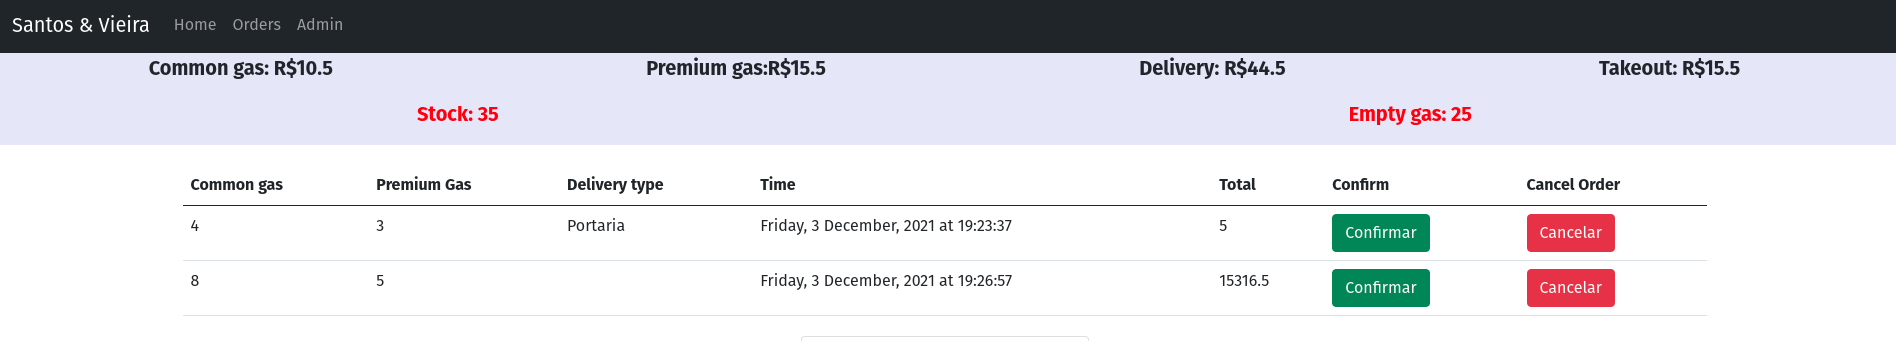 Santos & Vieira Home Orders Admin
Common gas: R$10.5 Premium gas:R$15.5 Delivery: R$44.5 Takeout: R$15.5
Stock: 35 Empty gas: 25
Common gas Premium Gas Delivery type Time Total Confirm Cancel Order
4 3 Portaria Friday, 3 December, 2021 at 19:23:37 5 Confirmar Cancelar
8 5 Friday, 3 December, 2021 at 19:26:57 15316.5 Confirmar Cancelar